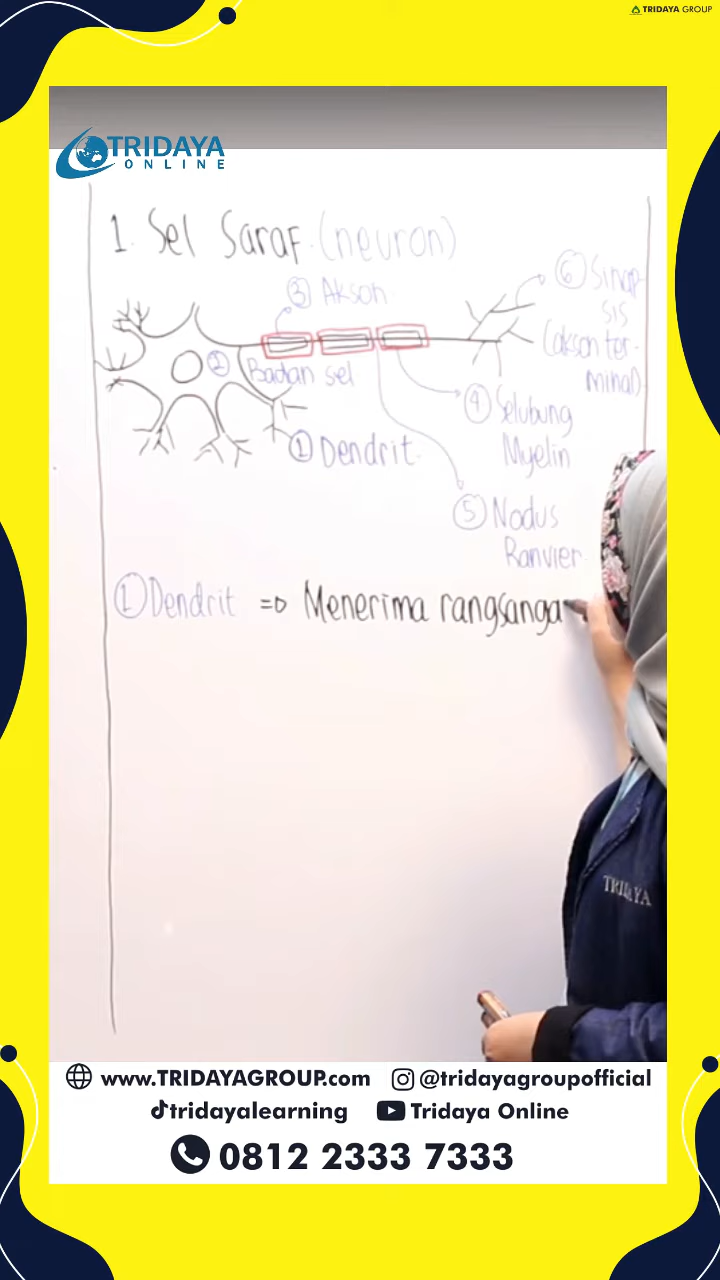 TRIDAYA GROUP
TRIDAYA
ONLINE
1. Sel Saraf (neuron)
③ Akson
⑥ Sinap
sis
(akson ter-
minal)
② Badan sel
④ Selubung
Myelin
① Dendrit
⑤ Nodus
Ranvier
① Dendrit => Menerima rangsanga
TRIDAYA
www.TRIDAYAGROUP.com @tridayagroupofficial
tridayalearning Tridaya Online
0812 2333 7333